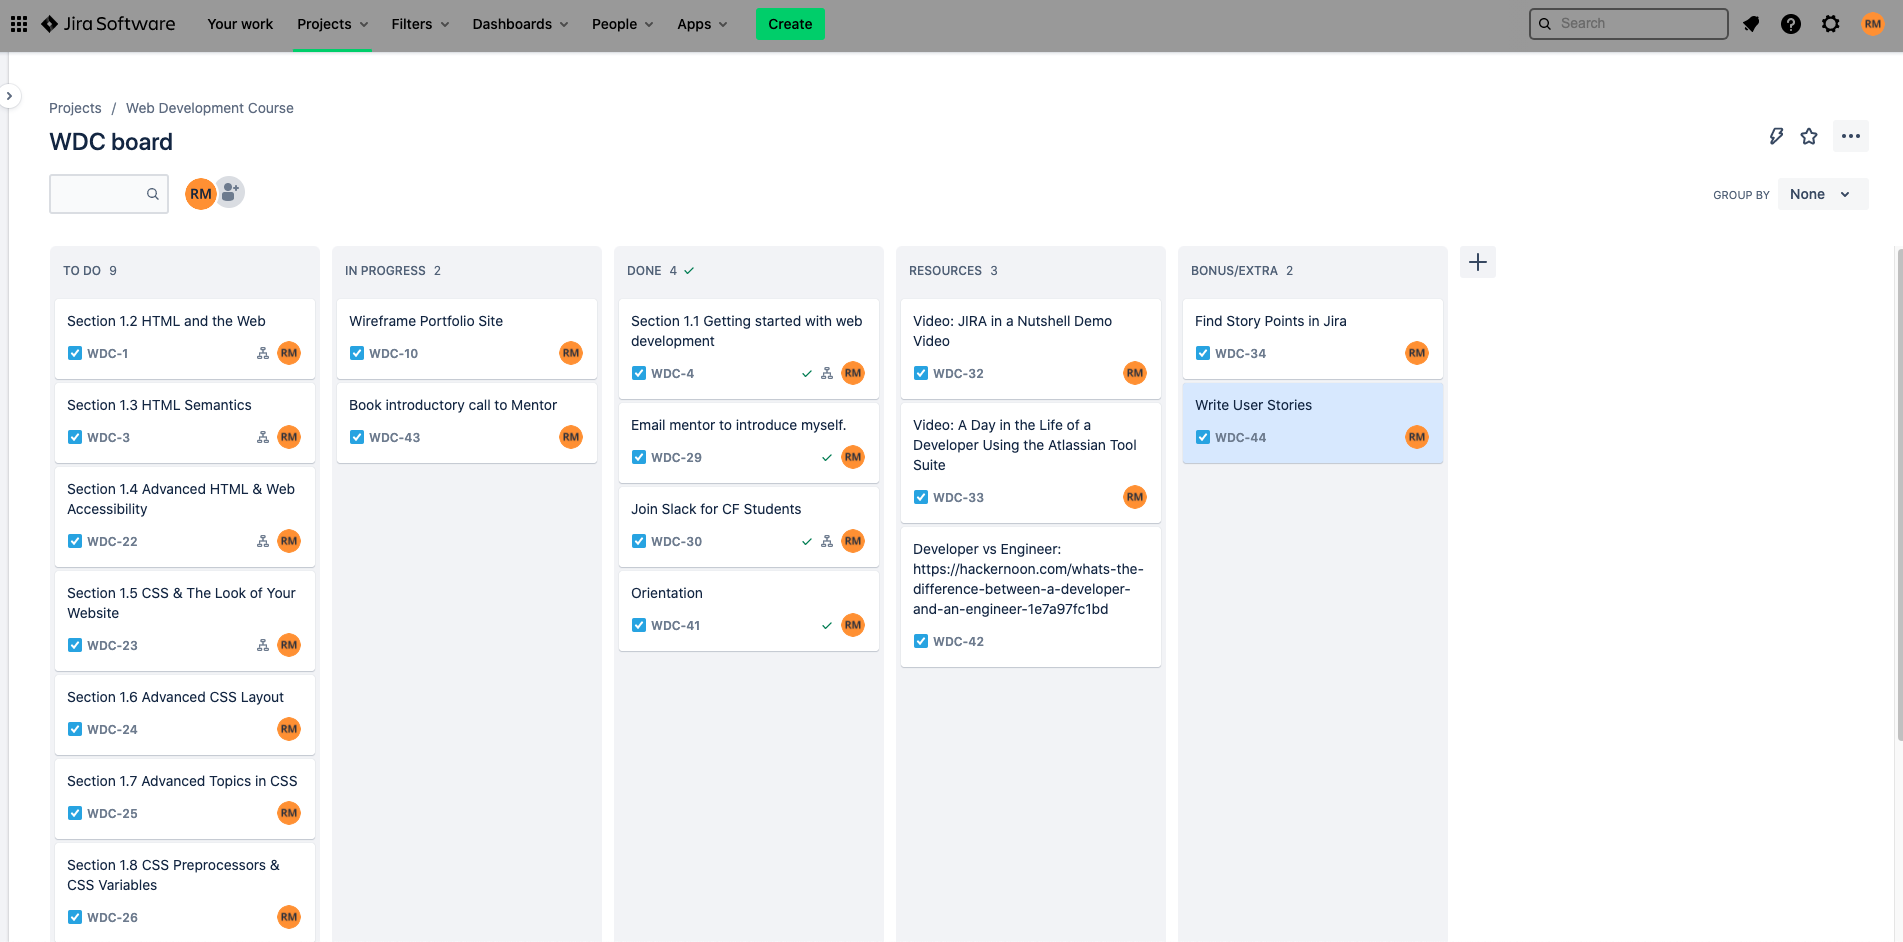 Jira Software
Your work
Projects
Filters
Dashboards
People
Apps
Create
Search
RM
Projects / Web Development Course
WDC board
RM
GROUP BY
None
TO DO 9
Section 1.2 HTML and the Web
WDC-1
RM
Section 1.3 HTML Semantics
WDC-3
RM
Section 1.4 Advanced HTML & Web
Accessibility
WDC-22
RM
Section 1.5 CSS & The Look of Your
Website
WDC-23
RM
Section 1.6 Advanced CSS Layout
WDC-24
RM
Section 1.7 Advanced Topics in CSS
WDC-25
RM
Section 1.8 CSS Preprocessors &
CSS Variables
WDC-26
RM
IN PROGRESS 2
Wireframe Portfolio Site
WDC-10
RM
Book introductory call to Mentor
WDC-43
RM
DONE 4
Section 1.1 Getting started with web
development
WDC-4
RM
Email mentor to introduce myself.
WDC-29
RM
Join Slack for CF Students
WDC-30
RM
Orientation
WDC-41
RM
RESOURCES 3
Video: JIRA in a Nutshell Demo
Video
WDC-32
RM
Video: A Day in the Life of a
Developer Using the Atlassian Tool
Suite
WDC-33
RM
Developer vs Engineer:
https://hackernoon.com/whats-the-
difference-between-a-developer-
and-an-engineer-1e7a97fc1bd
WDC-42
BONUS/EXTRA 2
Find Story Points in Jira
WDC-34
RM
Write User Stories
WDC-44
RM